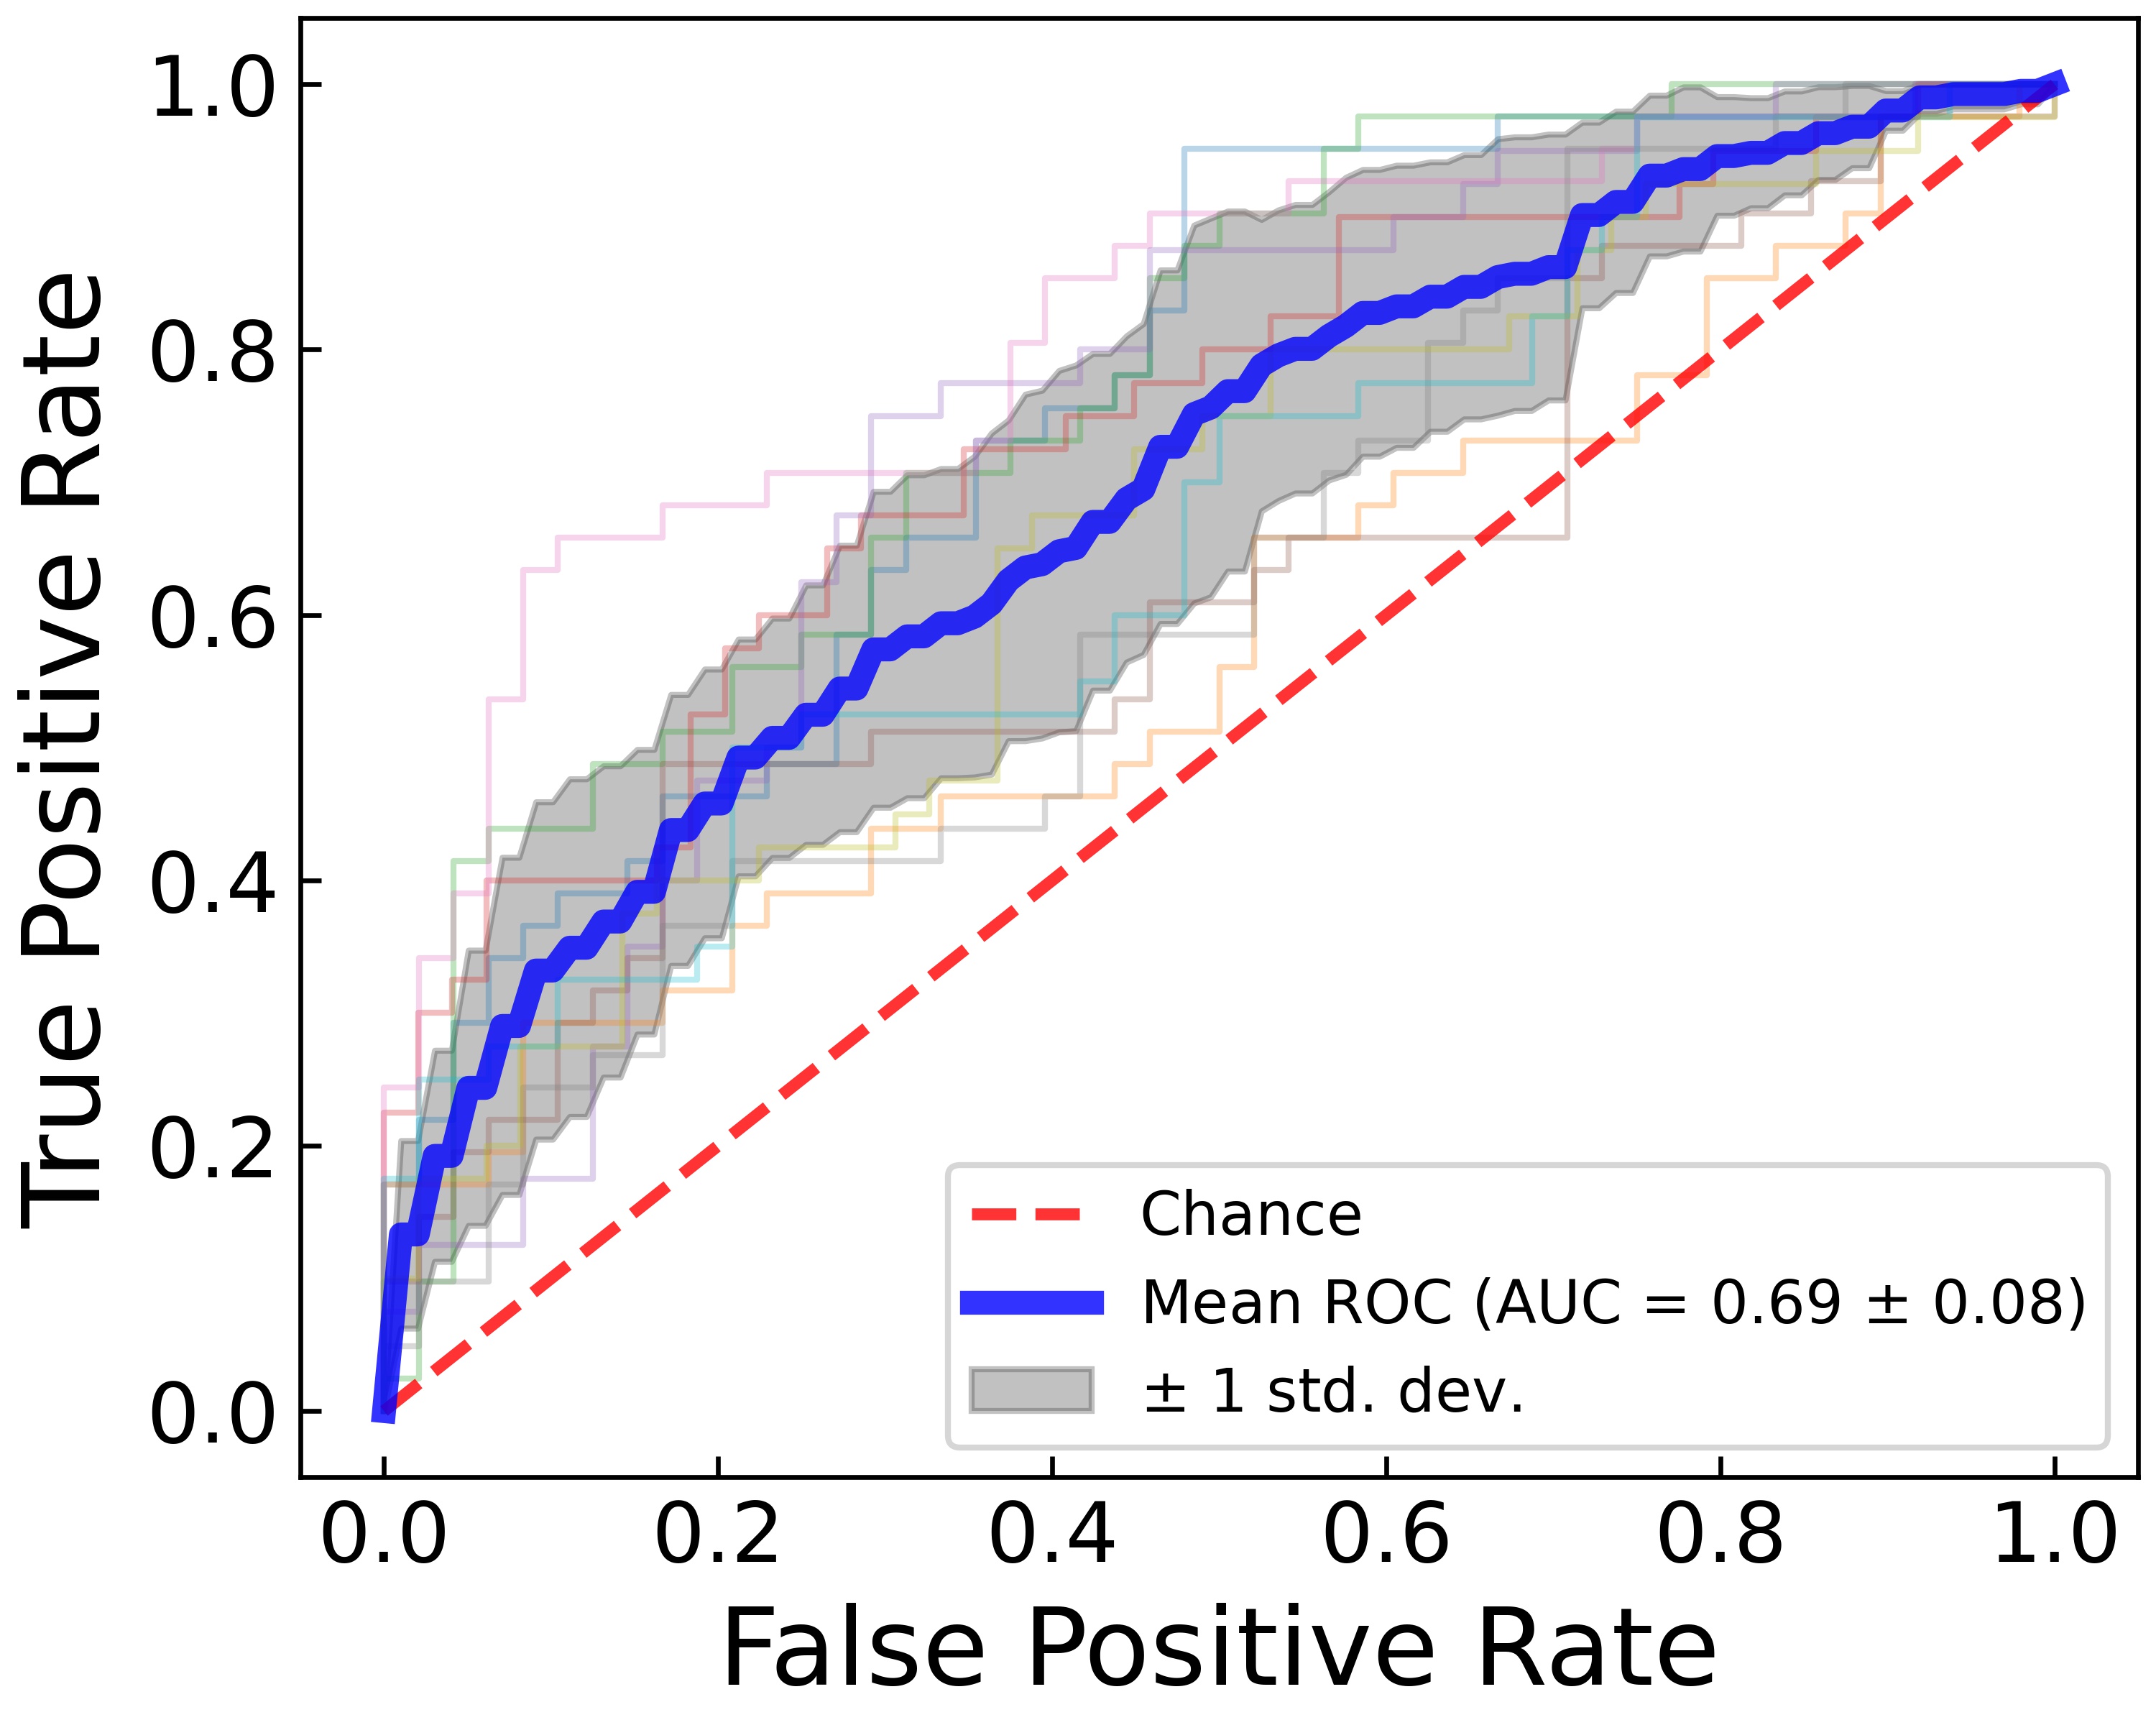 True Positive Rate
1.0
0.8
0.6
0.4
0.2
0.0
Chance
Mean ROC (AUC = 0.69 ± 0.08)
± 1 std. dev.
0.0 0.2 0.4 0.6 0.8 1.0
False Positive Rate